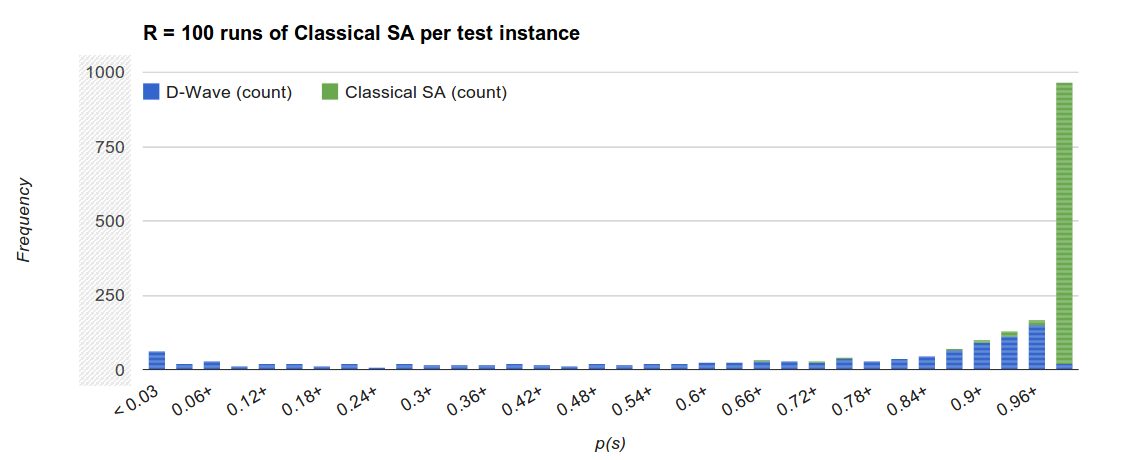 R = 100 runs of Classical SA per test instance
D-Wave (count) Classical SA (count)
Frequency
1000
750
500
250
0
< 0.03 0.06+ 0.12+ 0.18+ 0.24+ 0.3+ 0.36+ 0.42+ 0.48+ 0.54+ 0.6+ 0.66+ 0.72+ 0.78+ 0.84+ 0.9+ 0.96+
p(s)